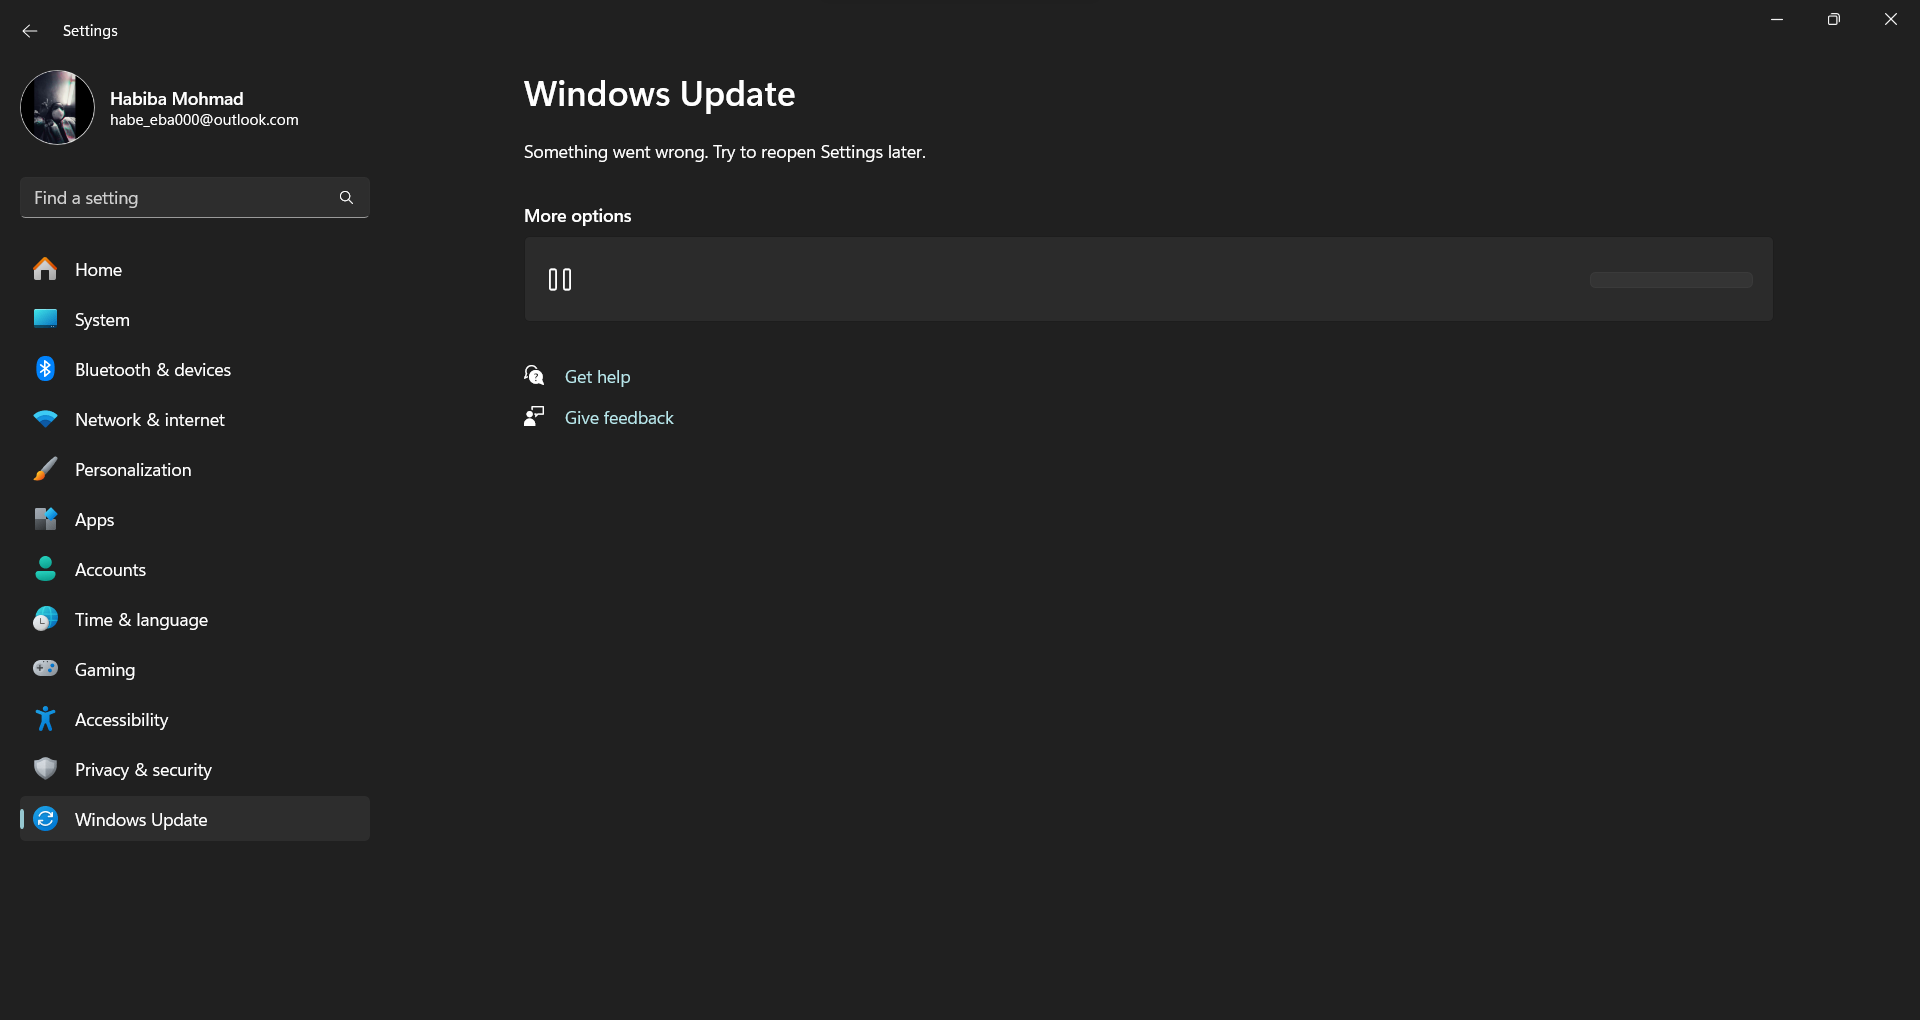 Settings
Habiba Mohmad
habe_eba000@outlook.com
Find a setting
Home
System
Bluetooth & devices
Network & internet
Personalization
Apps
Accounts
Time & language
Gaming
Accessibility
Privacy & security
Windows Update
Windows Update
Something went wrong. Try to reopen Settings later.
More options
Get help
Give feedback